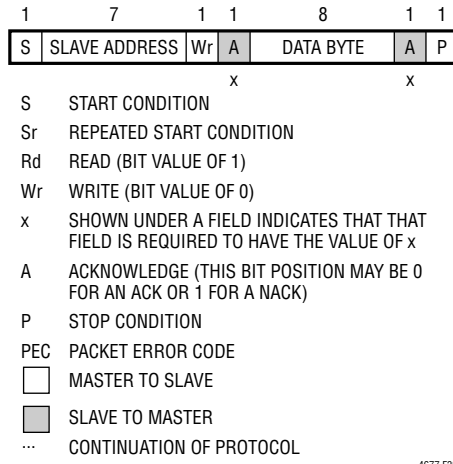 1 7 1 1 8 1 1
S SLAVE ADDRESS Wr A DATA BYTE A P
x x
S START CONDITION
Sr REPEATED START CONDITION
Rd READ (BIT VALUE OF 1)
Wr WRITE (BIT VALUE OF 0)
x SHOWN UNDER A FIELD INDICATES THAT THAT
FIELD IS REQUIRED TO HAVE THE VALUE OF x
A ACKNOWLEDGE (THIS BIT POSITION MAY BE 0
FOR AN ACK OR 1 FOR A NACK)
P STOP CONDITION
PEC PACKET ERROR CODE
MASTER TO SLAVE
SLAVE TO MASTER
... CONTINUATION OF PROTOCOL